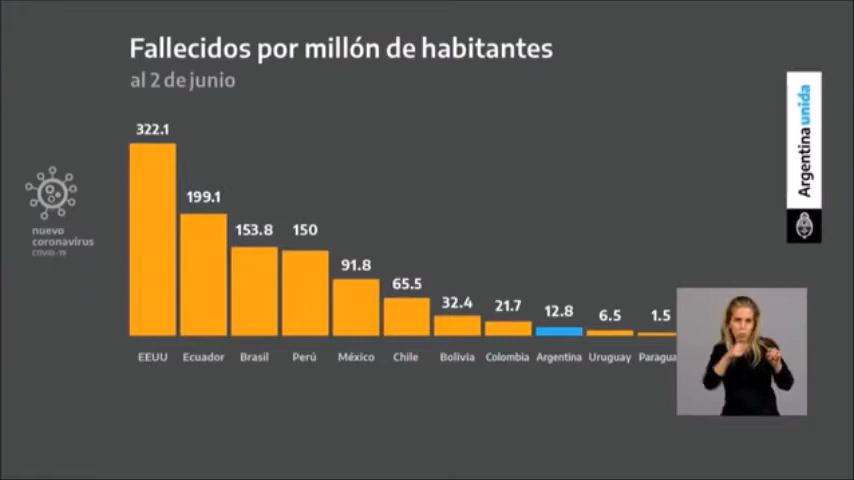 Fallecidos por millón de habitantes
al 2 de junio
322.1
199.1
153.8
150
91.8
65.5
32.4
21.7
12.8
6.5
1.5
EEUU
Ecuador
Brasil
Perú
México
Chile
Bolivia
Colombia
Argentina
Uruguay
Paragua
nuevo
coronavirus
COVID-19
Argentina unida